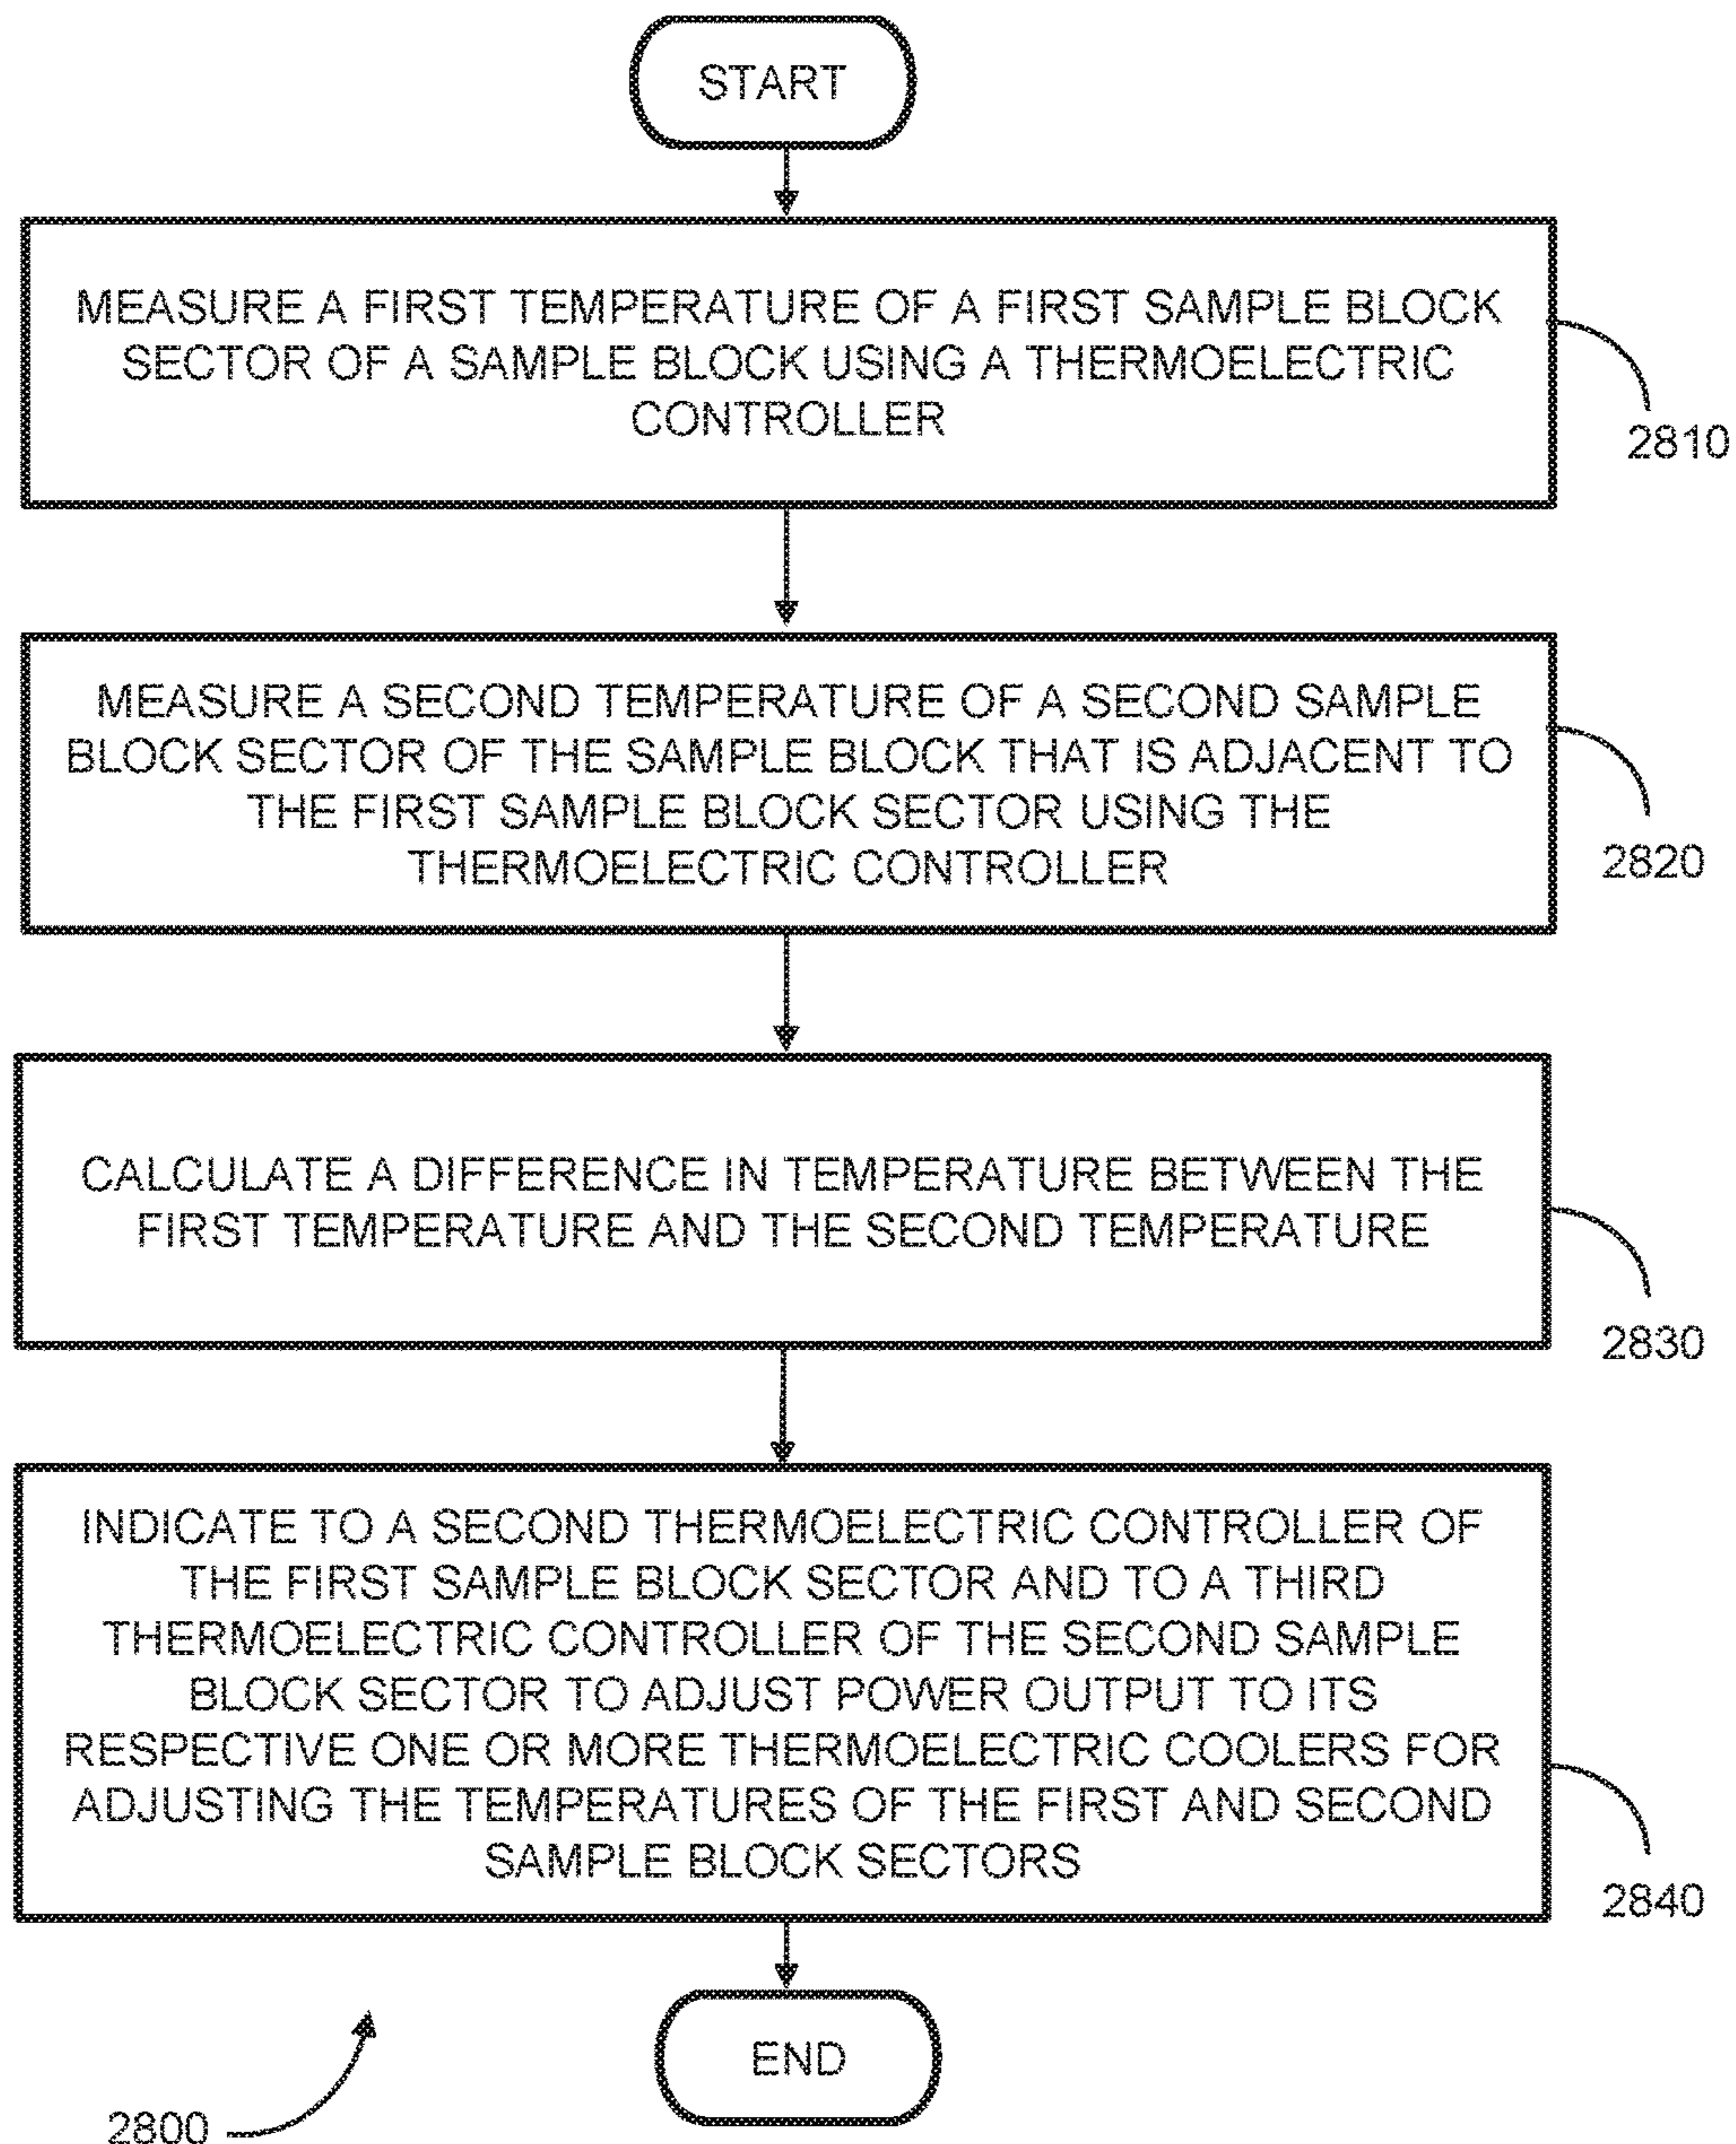 START
MEASURE A FIRST TEMPERATURE OF A FIRST SAMPLE BLOCK
SECTOR OF A SAMPLE BLOCK USING A THERMOELECTRIC
CONTROLLER
2810
MEASURE A SECOND TEMPERATURE OF A SECOND SAMPLE
BLOCK SECTOR OF THE SAMPLE BLOCK THAT IS ADJACENT TO
THE FIRST SAMPLE BLOCK SECTOR USING THE
THERMOELECTRIC CONTROLLER
2820
CALCULATE A DIFFERENCE IN TEMPERATURE BETWEEN THE
FIRST TEMPERATURE AND THE SECOND TEMPERATURE
2830
INDICATE TO A SECOND THERMOELECTRIC CONTROLLER OF
THE FIRST SAMPLE BLOCK SECTOR AND TO A THIRD
THERMOELECTRIC CONTROLLER OF THE SECOND SAMPLE
BLOCK SECTOR TO ADJUST POWER OUTPUT TO ITS
RESPECTIVE ONE OR MORE THERMOELECTRIC COOLERS FOR
ADJUSTING THE TEMPERATURES OF THE FIRST AND SECOND
SAMPLE BLOCK SECTORS
2840
END
2800